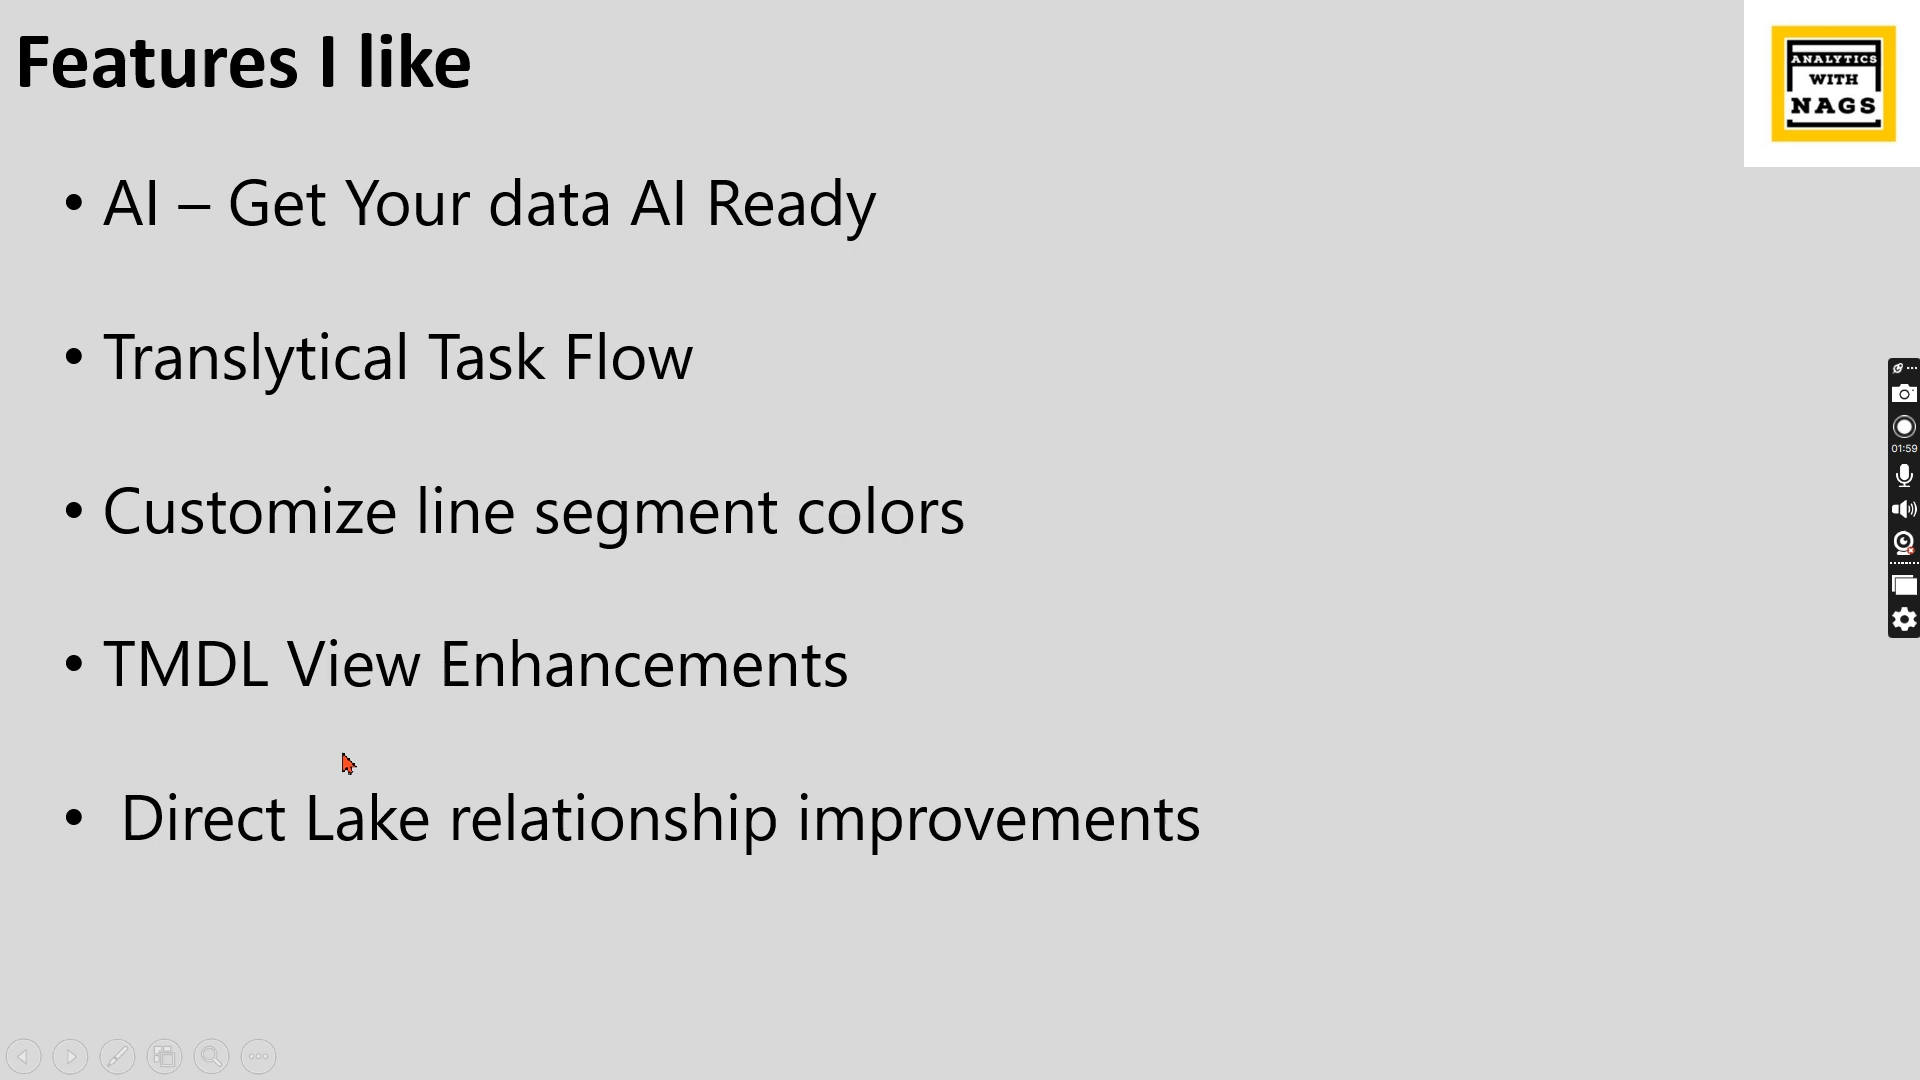 Features I like
ANALYTICS
WITH
NAGS
• AI – Get Your data AI Ready
• Translytical Task Flow
• Customize line segment colors
• TMDL View Enhancements
• Direct Lake relationship improvements
01:59